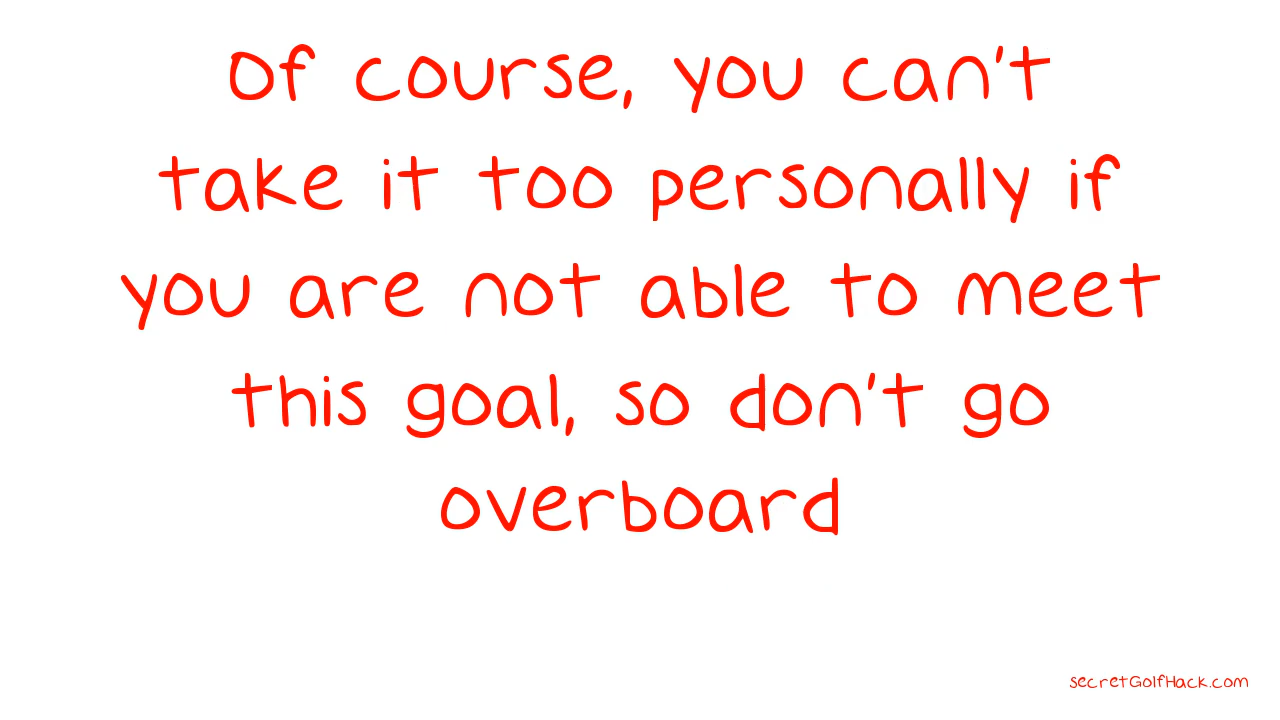 Of course, you can't
take it too personally if
you are not able to meet
this goal, so don't go
overboard
secretGolfHack.com